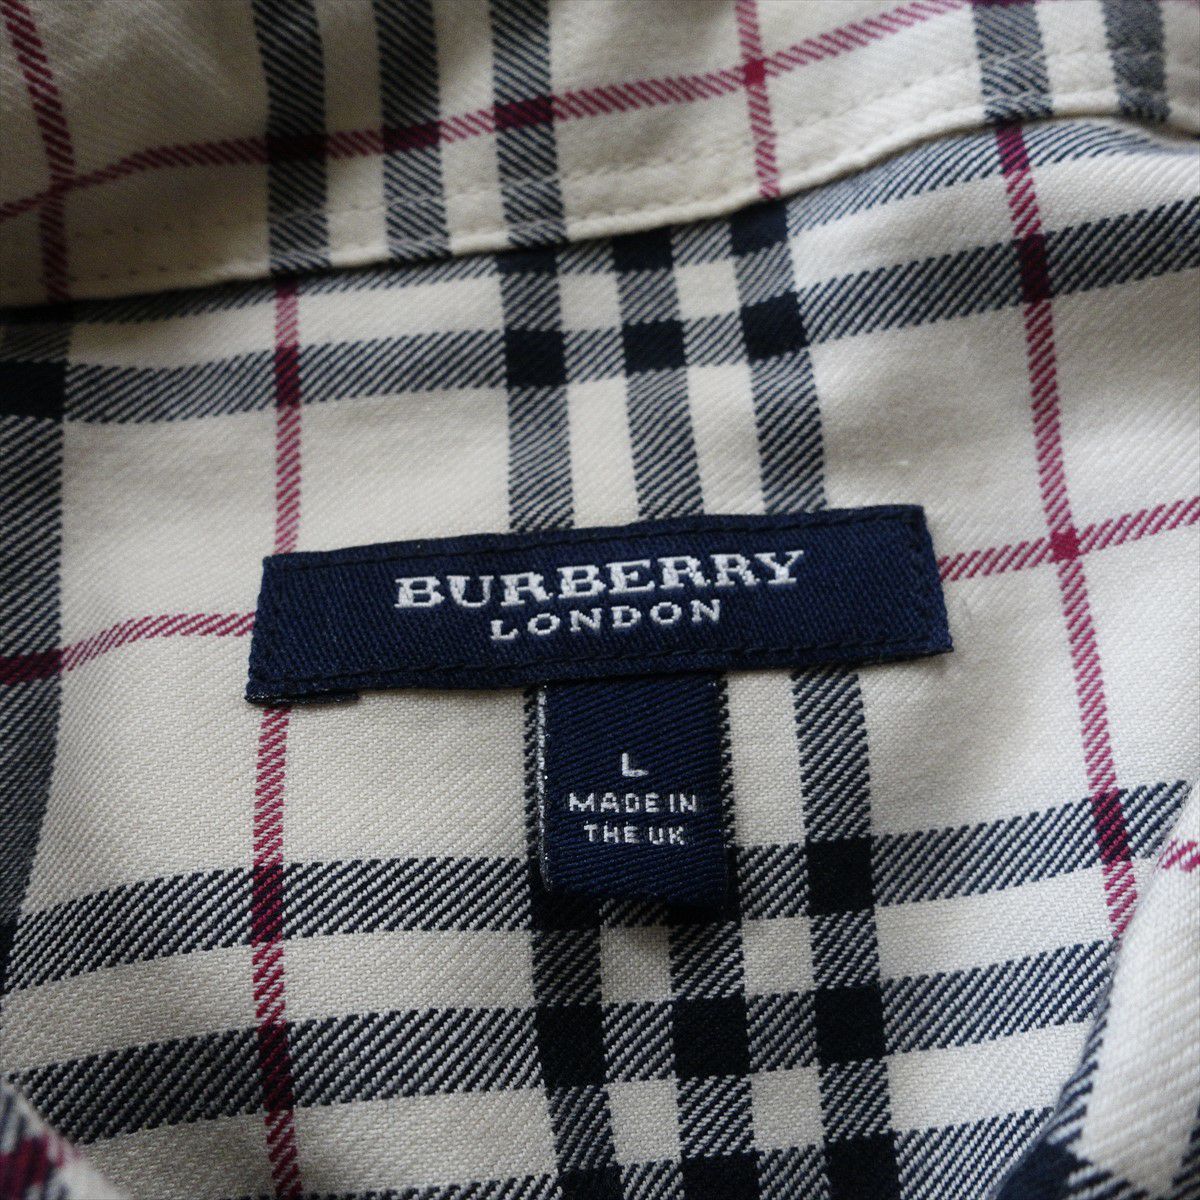 BURBERRY
LONDON
L
MADE IN
THE UK